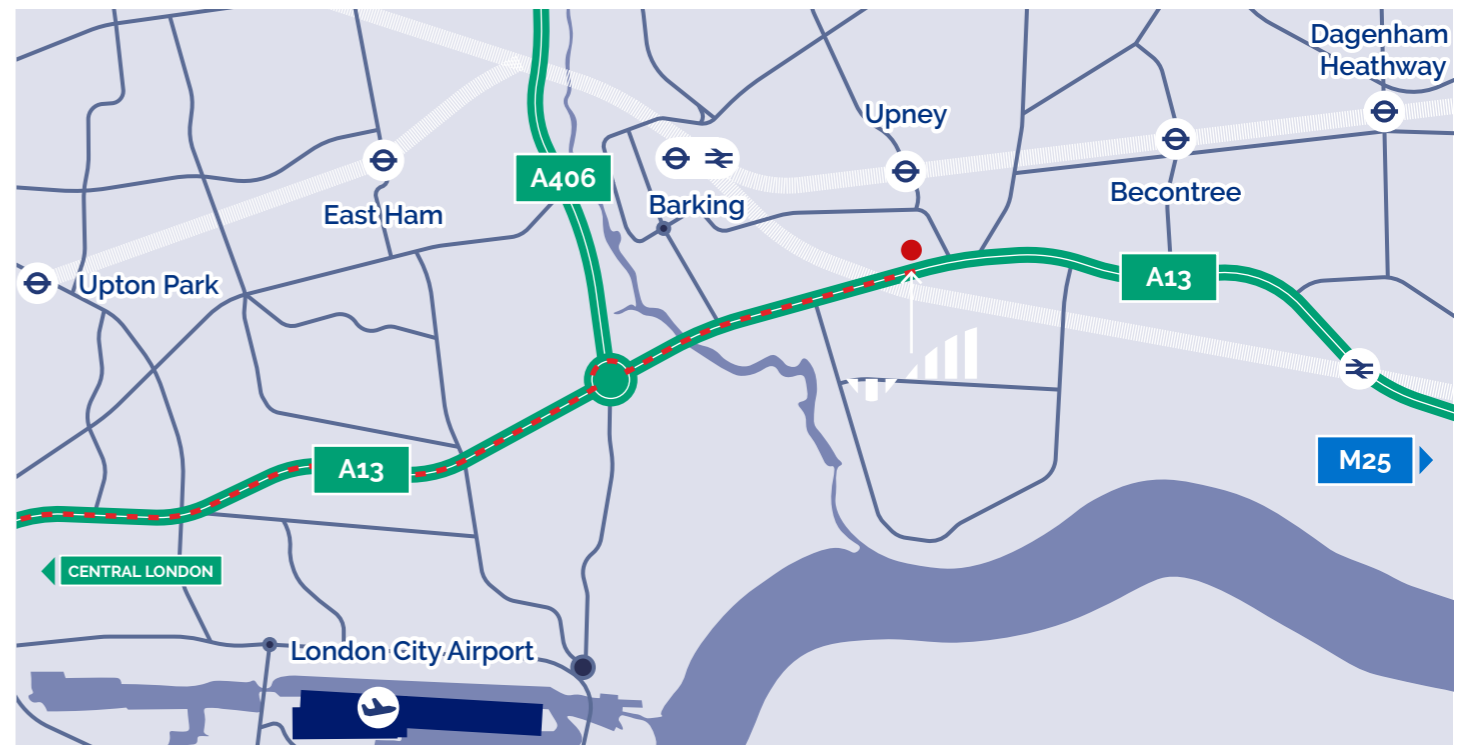 Dagenham
Heathway
Upney
A406
Becontree
Barking
East Ham
Upton Park
A13
A13
M25
CENTRAL LONDON
London City Airport